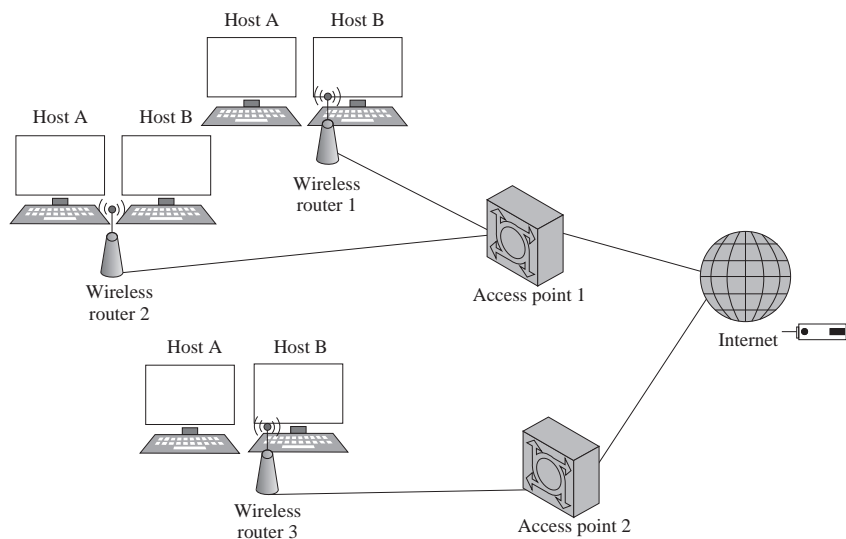 Host A
Host B
Host A
Host B
Wireless
router 1
Access point 1
Wireless
router 2
Internet
Host A
Host B
Wireless
router 3
Access point 2